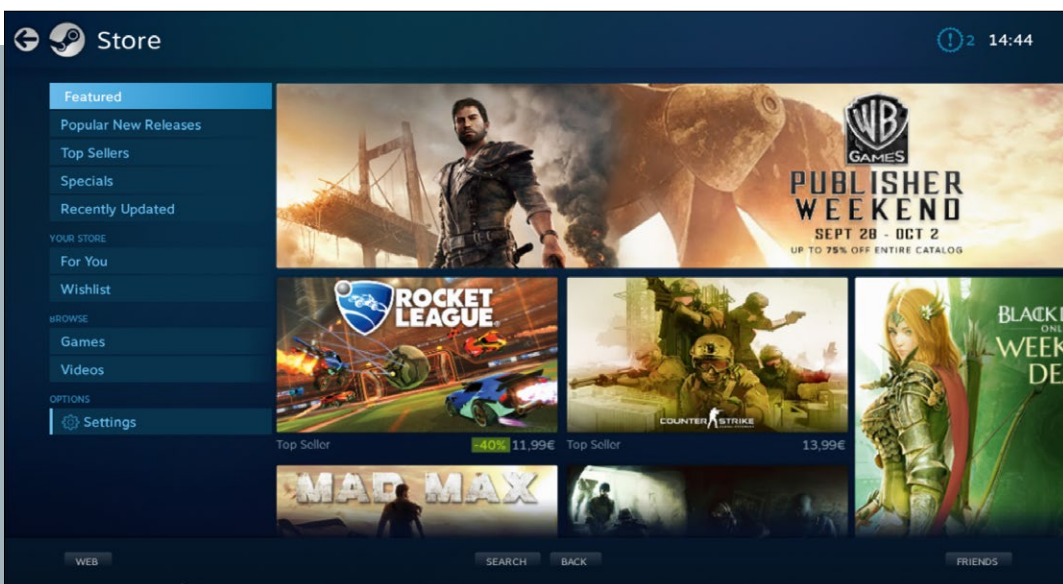 Store
2 14:44
Featured
Popular New Releases
Top Sellers
Specials
Recently Updated
YOUR STORE
For You
Wishlist
BROWSE
Games
Videos
OPTIONS
Settings
WB
GAMES
PUBLISHER
WEEKEND
SEPT 28 - OCT 2
UP TO 75% OFF ENTIRE CATALOG
ROCKET
LEAGUE
Top Seller -40% 11,99€
COUNTER STRIKE
Top Seller 13,99€
WEEK
DE
MAD MAX
WEB SEARCH BACK FRIENDS